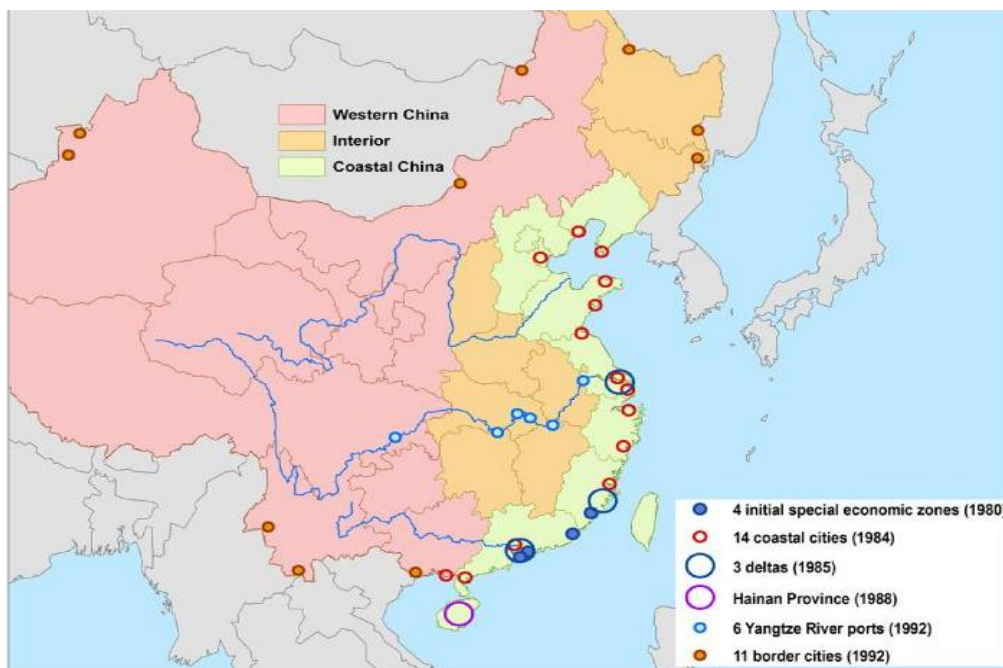 Western China
Interior
Coastal China
4 initial special economic zones (1980)
14 coastal cities (1984)
3 deltas (1985)
Hainan Province (1988)
6 Yangtze River ports (1992)
11 border cities (1992)